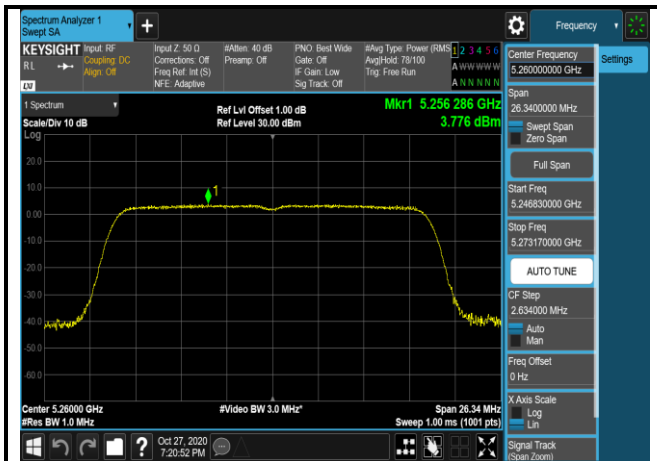 Spectrum Analyzer 1
Swept SA
+
Frequency
KEYSIGHT
RL
LXI
Input: RF
Coupling: DC
Align: Off
Input Z: 50 Ω
Corrections: Off
Freq Ref: Int (S)
NFE: Adaptive
#Atten: 40 dB
Preamp: Off
PNO: Best Wide
Gate: Off
IF Gain: Low
Sig Track: Off
#Avg Type: Power (RMS
Avg|Hold: 78/100
Trig: Free Run
1 2 3 4 5 6
A W W W W W
A N N N N N
1 Spectrum
Scale/Div 10 dB
Log
Ref Lvl Offset 1.00 dB
Ref Level 30.00 dBm
Mkr1 5.256 286 GHz
3.776 dBm
20.0
10.0
0.00
-10.0
-20.0
-30.0
-40.0
-50.0
-60.0
1
Center 5.26000 GHz
#Res BW 1.0 MHz
#Video BW 3.0 MHz*
Span 26.34 MHz
Sweep 1.00 ms (1001 pts)
Center Frequency
5.260000000 GHz
Settings
Span
26.3400000 MHz
Swept Span
Zero Span
Full Span
Start Freq
5.246830000 GHz
Stop Freq
5.273170000 GHz
AUTO TUNE
CF Step
2.634000 MHz
Auto
Man
Freq Offset
0 Hz
X Axis Scale
Log
Lin
Signal Track
(Span Zoom)
?
Oct 27, 2020
7:20:52 PM